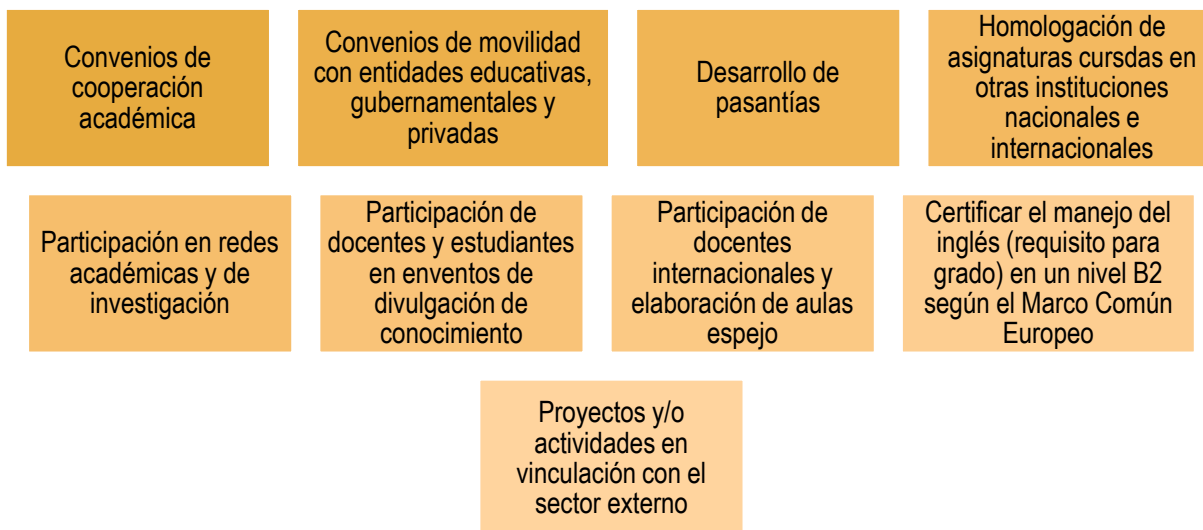 Convenios de
cooperación
académica
Convenios de movilidad
con entidades educativas,
gubernamentales y
privadas
Desarrollo de
pasantías
Homologación de
asignaturas cursdas en
otras instituciones
nacionales e
internacionales
Participación en redes
académicas y de
investigación
Participación de
docentes y estudiantes
en enventos de
divulgación de
conocimiento
Participación de
docentes
internacionales y
elaboración de aulas
espejo
Certificar el manejo del
inglés (requisito para
grado) en un nivel B2
según el Marco Común
Europeo
Proyectos y/o
actividades en
vinculación con el
sector externo